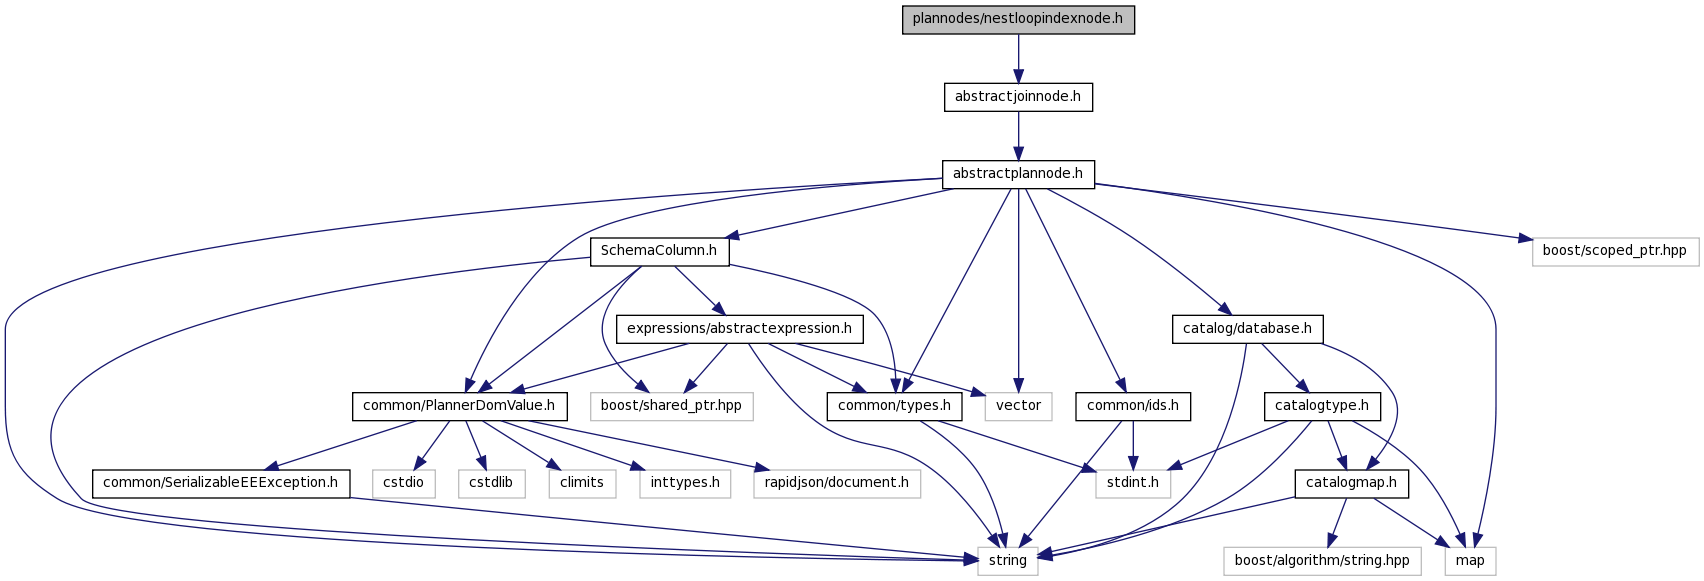 plannodes/nestloopindexnode.h
abstractjoinnode.h
abstractplannode.h
SchemaColumn.h
boost/scoped_ptr.hpp
expressions/abstractexpression.h
catalog/database.h
common/PlannerDomValue.h
boost/shared_ptr.hpp
common/types.h
vector
common/ids.h
catalogtype.h
common/SerializableEEException.h
cstdio
cstdlib
climits
inttypes.h
rapidjson/document.h
stdint.h
catalogmap.h
string
boost/algorithm/string.hpp
map